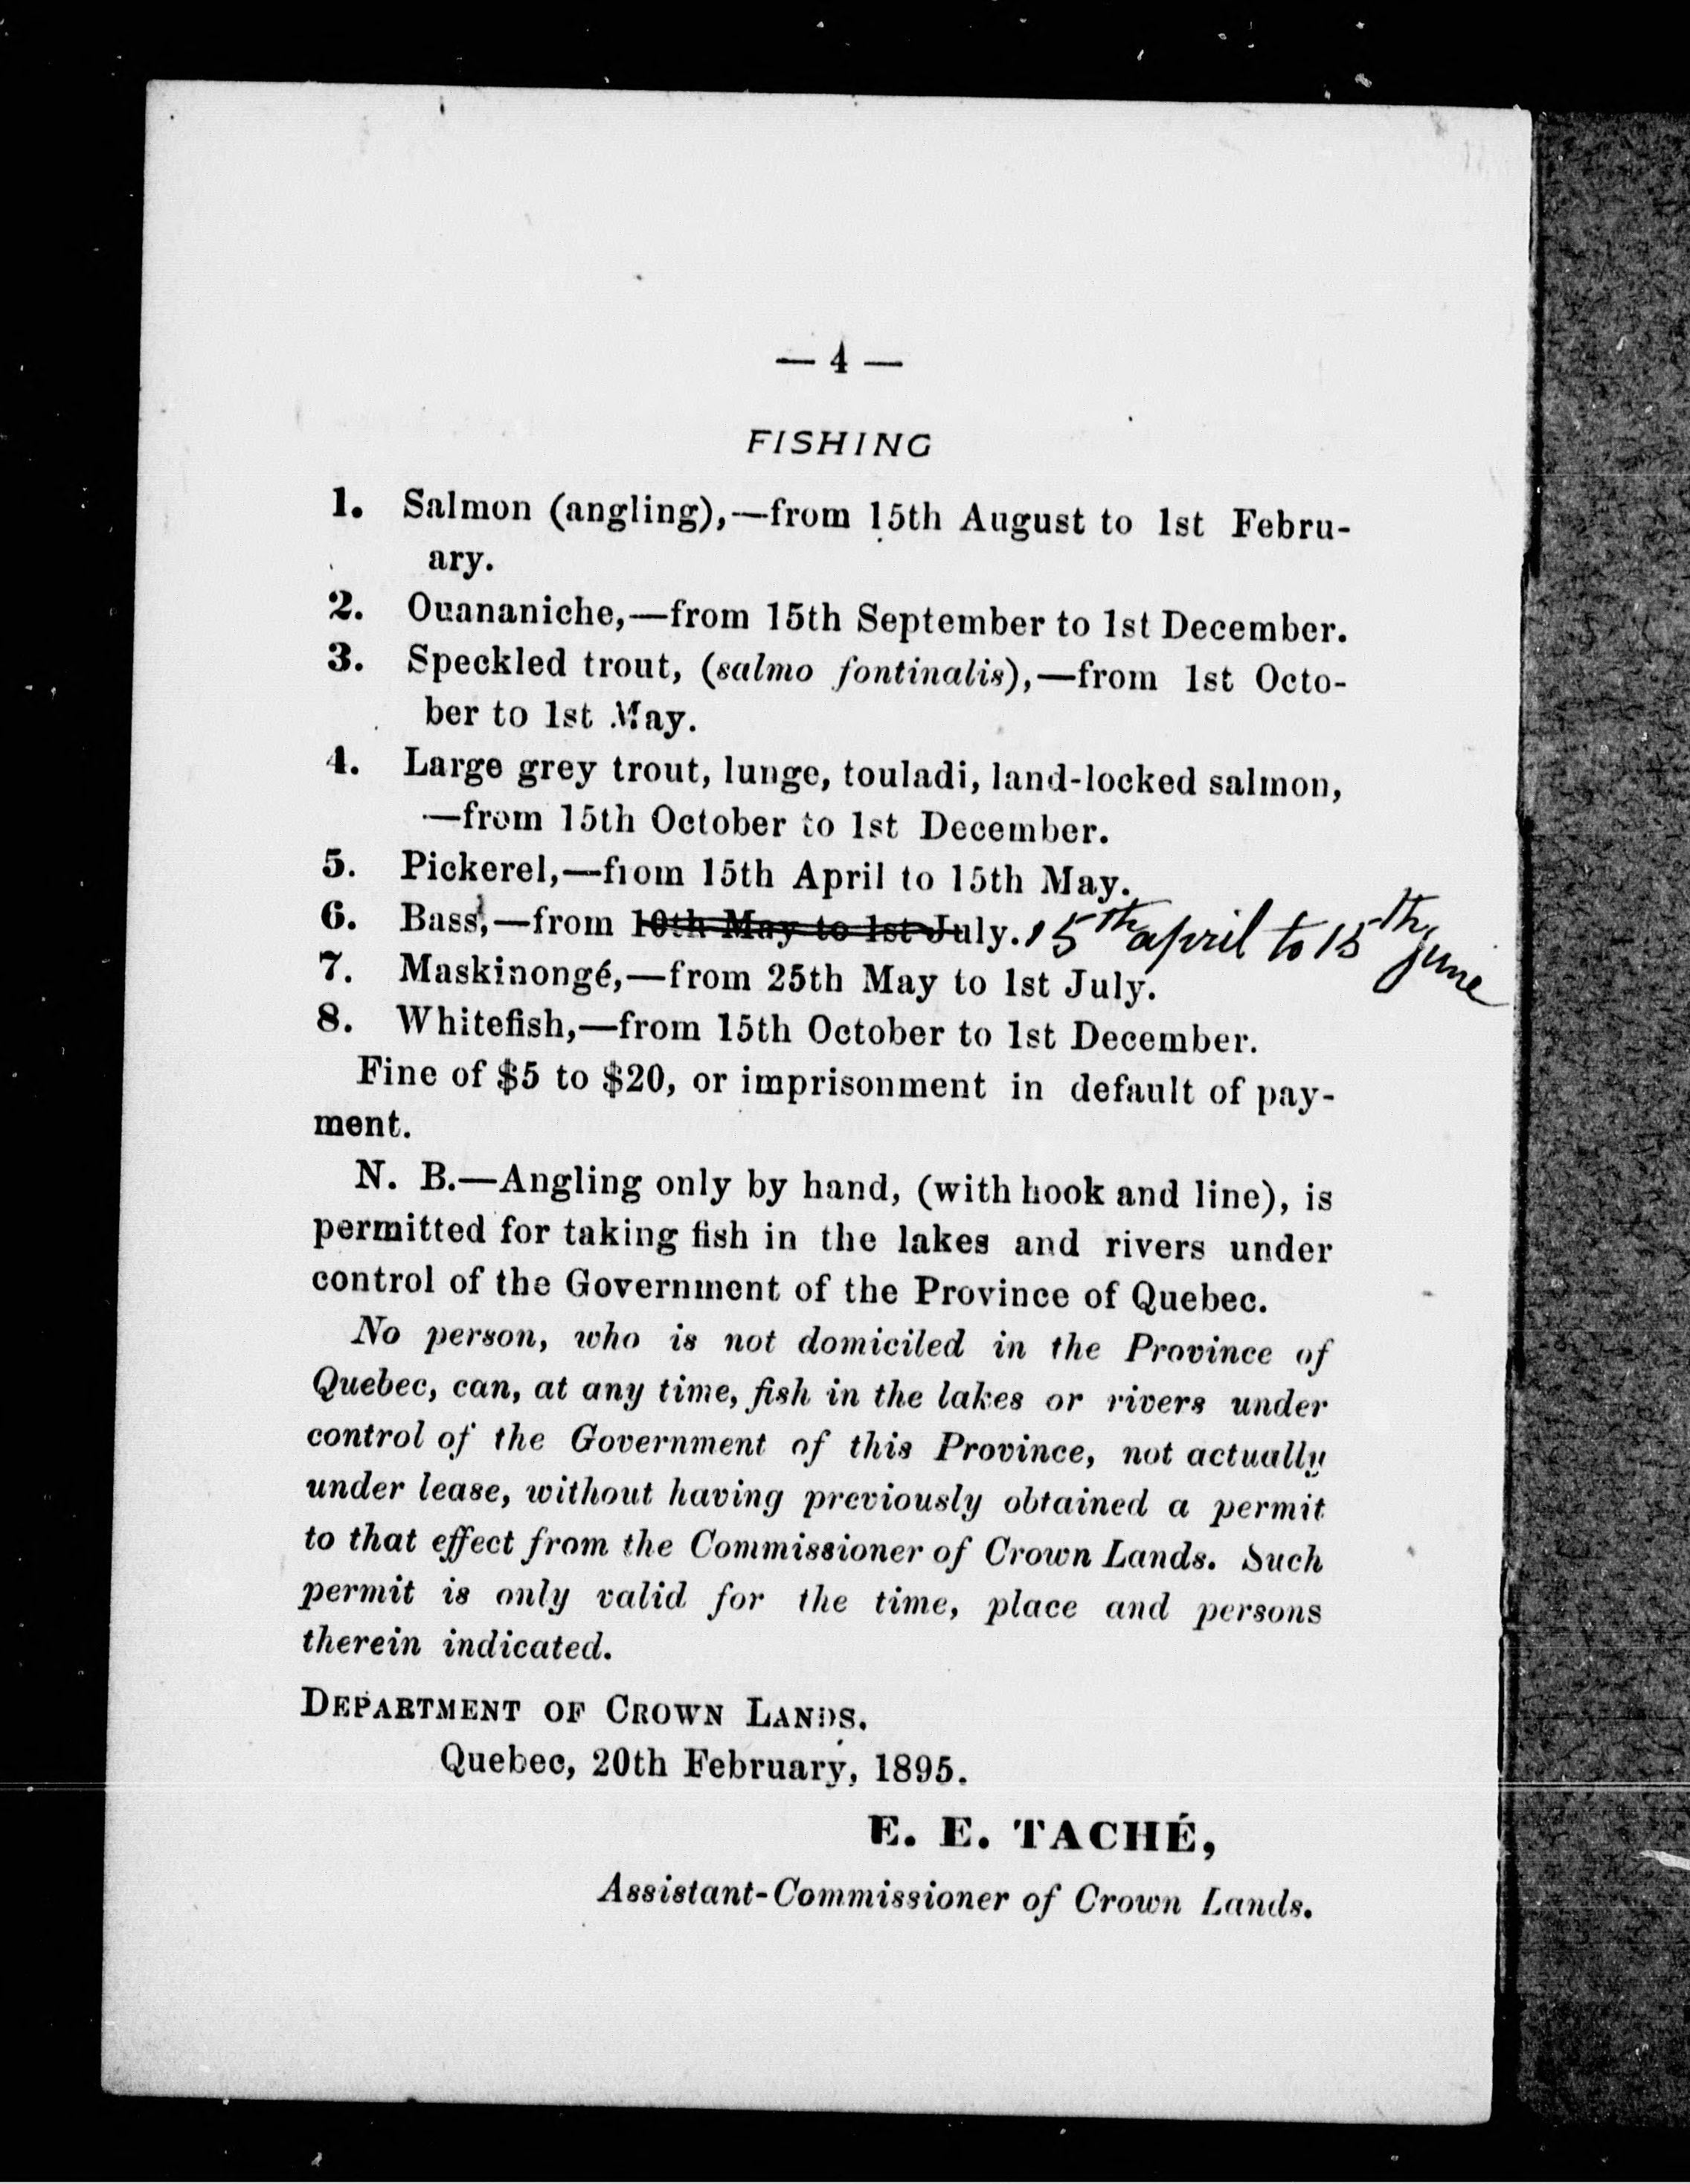 — 4 —
FISHING
1. Salmon (angling),—from 15th August to 1st Febru-
ary.
2. Ouananiche,—from 15th September to 1st December.
3. Speckled trout, (salmo fontinalis),—from 1st Octo-
ber to 1st May.
4. Large grey trout, lunge, touladi, land-locked salmon,
—from 15th October to 1st December.
5. Pickerel,—from 15th April to 15th May.
6. Bass,—from 10th May to 1st July. 15th april to 15th june
7. Maskinongé,—from 25th May to 1st July.
8. Whitefish,—from 15th October to 1st December.
Fine of $5 to $20, or imprisonment in default of pay-
ment.
N. B.—Angling only by hand, (with hook and line), is
permitted for taking fish in the lakes and rivers under
control of the Government of the Province of Quebec.
No person, who is not domiciled in the Province of
Quebec, can, at any time, fish in the lakes or rivers under
control of the Government of this Province, not actually
under lease, without having previously obtained a permit
to that effect from the Commissioner of Crown Lands. Such
permit is only valid for the time, place and persons
therein indicated.
DEPARTMENT OF CROWN LANDS.
Quebec, 20th February, 1895.
E. E. TACHÉ,
Assistant-Commissioner of Crown Lands.